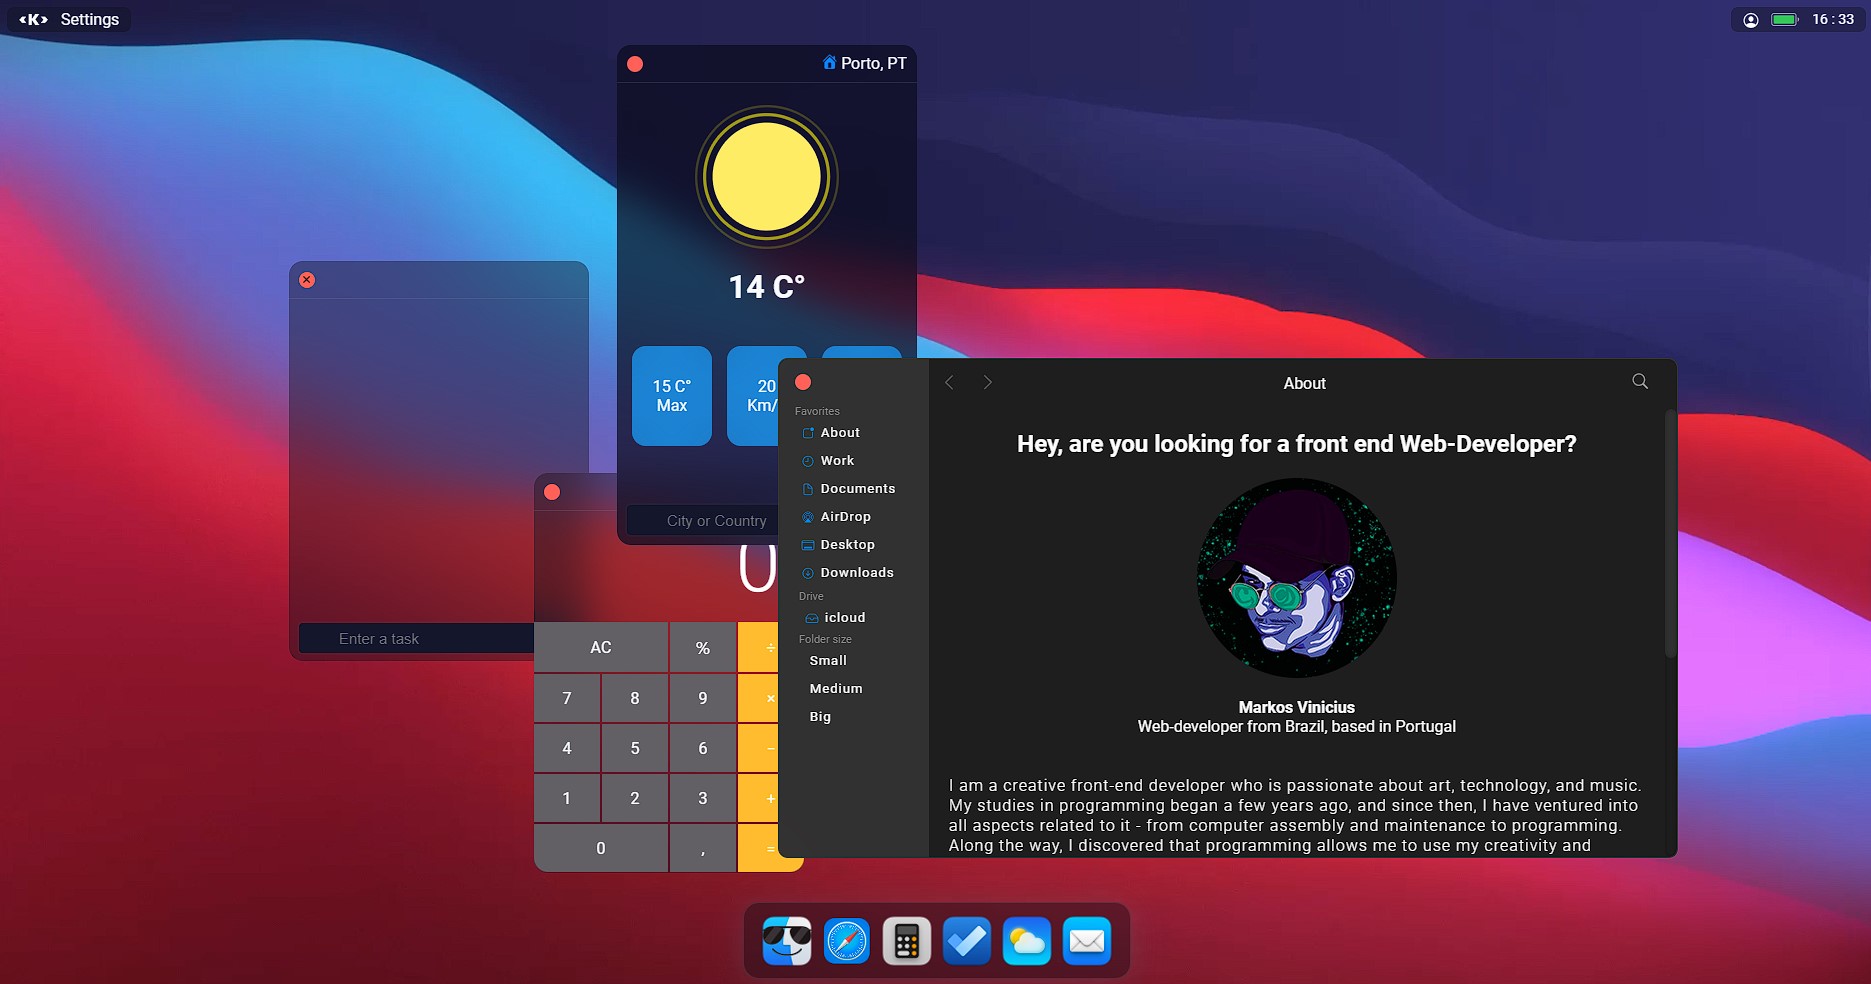 <K> Settings
16 : 33
Porto, PT
14 C°
15 C°
Max
20
Km/
City or Country
Enter a task
0
AC % ÷
7 8 9 ×
4 5 6 −
1 2 3 +
0 , =
Favorites
About
Work
Documents
AirDrop
Desktop
Downloads
Drive
icloud
Folder size
Small
Medium
Big
About
Hey, are you looking for a front end Web-Developer?
Markos Vinicius
Web-developer from Brazil, based in Portugal
I am a creative front-end developer who is passionate about art, technology, and music.
My studies in programming began a few years ago, and since then, I have ventured into
all aspects related to it - from computer assembly and maintenance to programming.
Along the way, I discovered that programming allows me to use my creativity and